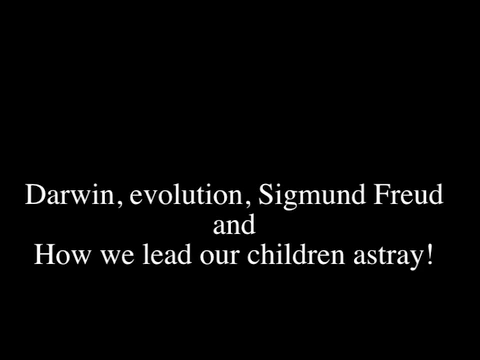 Darwin, evolution, Sigmund Freud
and
How we lead our children astray!